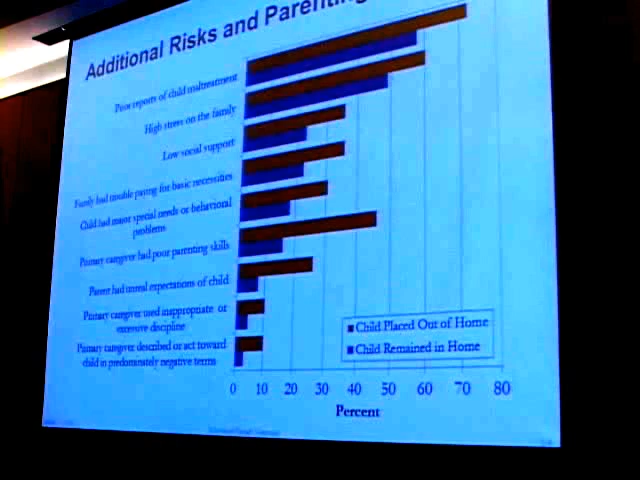 Additional Risks and Parenting
Prior reports of child maltreatment
High stress on the family
Low social support
Family had trouble paying for basic necessities
Child had major special needs or behavioral
problems
Primary caregiver had poor parenting skills
Parent had unreal expectations of child
Primary caregiver used inappropriate or
excessive discipline
Primary caregiver described or act toward
child in predominately negative terms
Child Placed Out of Home
Child Remained in Home
0 10 20 30 40 50 60 70 80
Percent